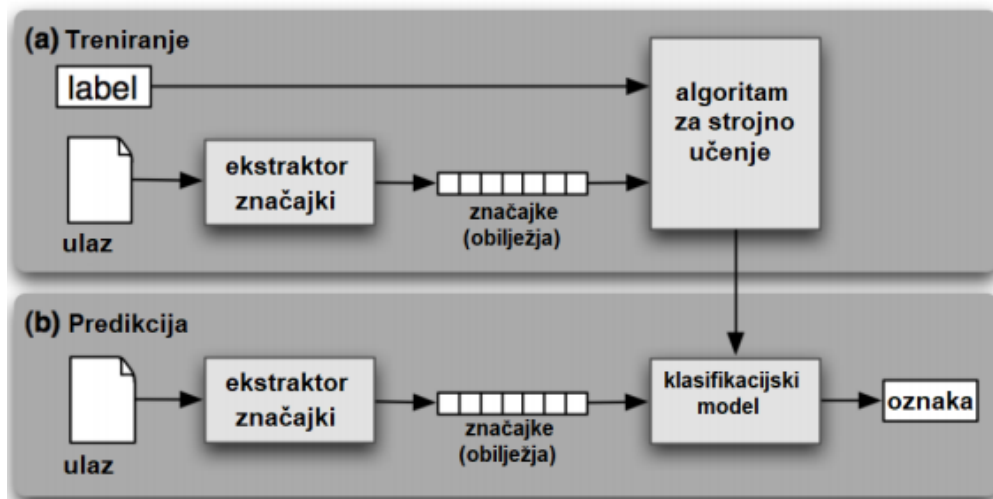 (a) Treniranje
label
algoritam
za strojno
učenje
ekstraktor
značajki
ulaz
značajke
(obilježja)
(b) Predikcija
ekstraktor
značajki
ulaz
značajke
(obilježja)
klasifikacijski
model
oznaka